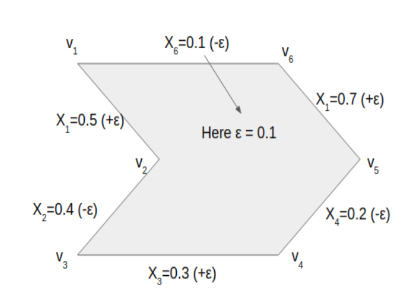 v1
X6=0.1 (-ε)
v6
X1=0.7 (+ε)
X1=0.5 (+ε)
Here ε = 0.1
v2
v5
X2=0.4 (-ε)
X4=0.2 (-ε)
v3
v4
X3=0.3 (+ε)